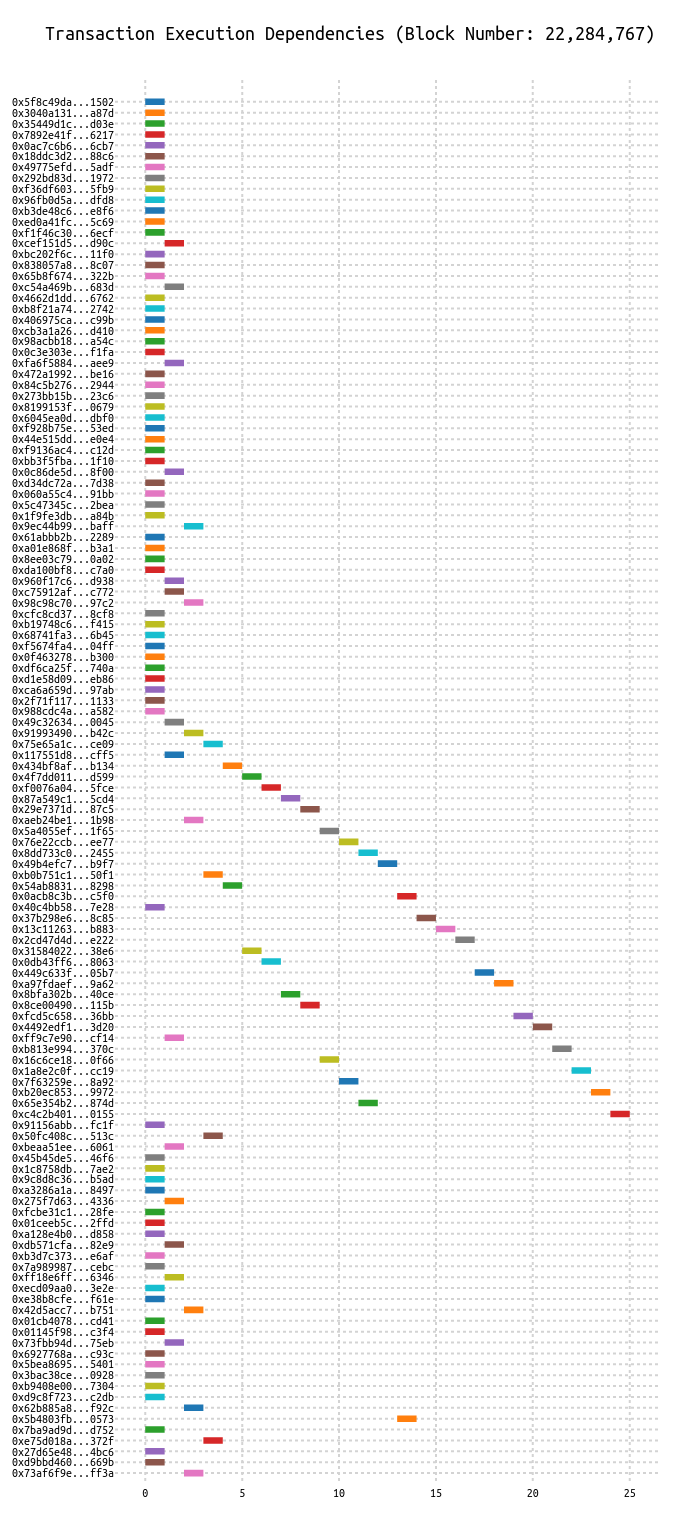 Transaction Execution Dependencies (Block Number: 22,284,767)
0x5f8c49da...1502
0x3040a131...a87d
0x35449d1c...d03e
0x7892e41f...6217
0x0ac7c6b6...6cb7
0x18ddc3d2...88c6
0x49775efd...5adf
0x292bd83d...1972
0xf36df603...5fb9
0x96fb0d5a...dfd8
0xb3de48c6...e8f6
0xed0a41fc...5c69
0xf1f46c30...6ecf
0xcef151d5...d90c
0xbc202f6c...11f0
0x838057a8...8c07
0x65b8f674...322b
0xc54a469b...683d
0x4662d1dd...6762
0xb8f21a74...2742
0x406975ca...c99b
0xcb3a1a26...d410
0x98acbb18...a54c
0x0c3e303e...f1fa
0xfa6f5884...aee9
0x472a1992...be16
0x84c5b276...2944
0x273bb15b...23c6
0x8199153f...0679
0x6045ea0d...dbf0
0xf928b75e...53ed
0x44e515dd...e0e4
0xf9136ac4...c12d
0xbb3f5fba...1f10
0x0c86de5d...8f00
0xd34dc72a...7d38
0x060a55c4...91bb
0x5c47345c...2bea
0x1f9fe3db...a84b
0x9ec44b99...baff
0x61abbb2b...2289
0xa01e868f...b3a1
0x8ee03c79...0a02
0xda100bf8...c7a0
0x960f17c6...d938
0xc75912af...c772
0x98c98c70...97c2
0xcfc8cd37...8cf8
0xb19748c6...f415
0x68741fa3...6b45
0xf5674fa4...04ff
0x0f463278...b300
0xdf6ca25f...740a
0xd1e58d09...eb86
0xca6a659d...97ab
0x2f71f117...1133
0x988cdc4a...a582
0x49c32634...0045
0x91993490...b42c
0x75e65a1c...ce09
0x117551d8...cff5
0x434bf8af...b134
0x4f7dd011...d599
0xf0076a04...5fce
0x87a549c1...5cd4
0x29e7371d...87c5
0xaeb24be1...1b98
0x5a4055ef...1f65
0x76e22ccb...ee77
0x8dd733c0...2455
0x49b4efc7...b9f7
0xb0b751c1...50f1
0x54ab8831...8298
0x0acb8c3b...c5f0
0x40c4bb58...7e28
0x37b298e6...8c85
0x13c11263...b883
0x2cd47d4d...e222
0x31584022...38e6
0x0db43ff6...8063
0x449c633f...05b7
0xa97fdaef...9a62
0x8bfa302b...40ce
0x8ce00490...115b
0xfcd5c658...36bb
0x4492edf1...3d20
0xff9c7e90...cf14
0xb813e994...370c
0x16c6ce18...0f66
0x1a8e2c0f...cc19
0x7f63259e...8a92
0xb20ec853...9972
0x65e354b2...874d
0xc4c2b401...0155
0x91156abb...fc1f
0x50fc408c...513c
0xbeaa51ee...6061
0x45b45de5...46f6
0x1c8758db...7ae2
0x9c8d8c36...b5ad
0xa3286a1a...8497
0x275f7d63...4336
0xfcbe31c1...28fe
0x01ceeb5c...2ffd
0xa128e4b0...d858
0xdb571cfa...82e9
0xb3d7c373...e6af
0x7a989987...cebc
0xff18e6ff...6346
0xecd09aa0...3e2e
0xe38b8cfe...f61e
0x42d5acc7...b751
0x01cb4078...cd41
0x01145f98...c3f4
0x73fbb94d...75eb
0x6927768a...c93c
0x5bea8695...5401
0x3bac38ce...0928
0xb9408e00...7304
0xd9c8f723...c2db
0x62b885a8...f92c
0x5b4803fb...0573
0x7ba9ad9d...d752
0xe75d018a...372f
0x27d65e48...4bc6
0xd9bbd460...669b
0x73af6f9e...ff3a
0 5 10 15 20 25